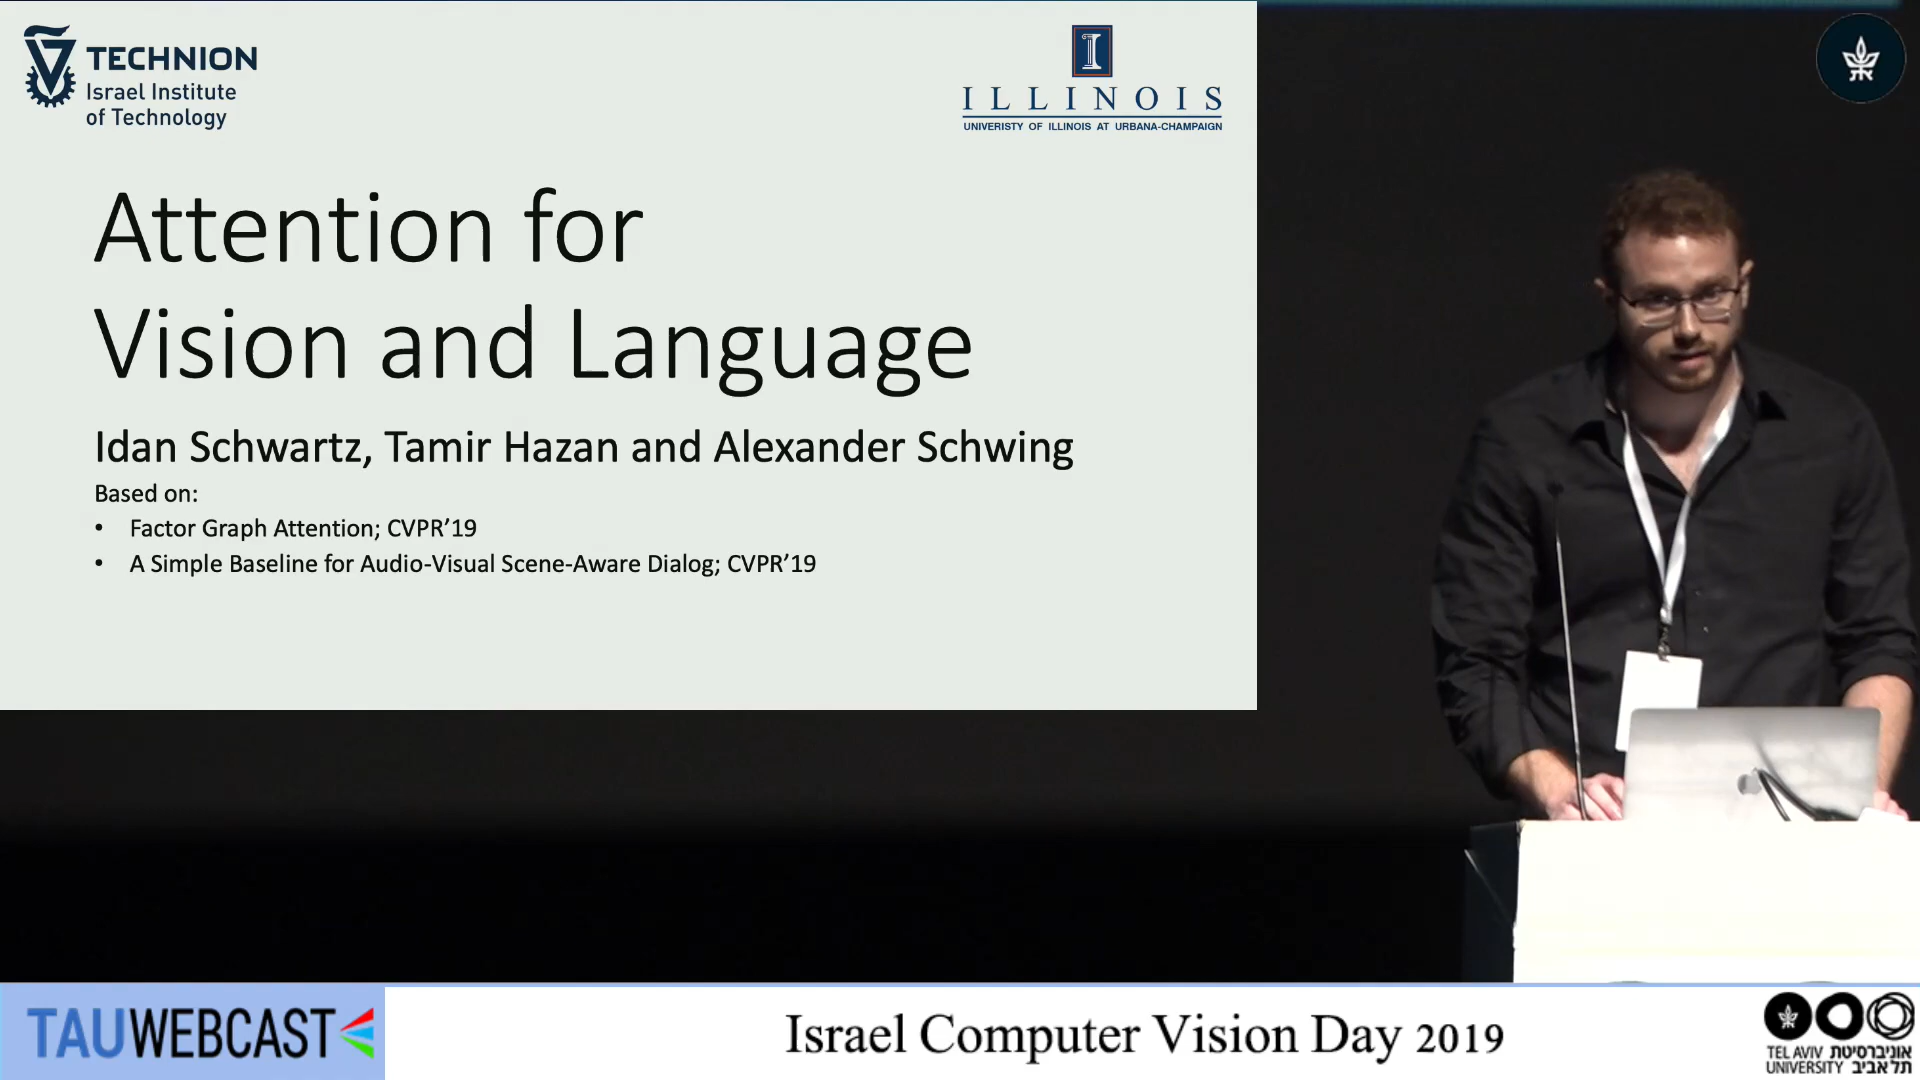 TECHNION
Israel Institute
of Technology
I
ILLINOIS
UNIVERISTY OF ILLINOIS AT URBANA-CHAMPAIGN
Attention for
Vision and Language
Idan Schwartz, Tamir Hazan and Alexander Schwing
Based on:
• Factor Graph Attention; CVPR’19
• A Simple Baseline for Audio-Visual Scene-Aware Dialog; CVPR’19
TAUWEBCAST
Israel Computer Vision Day 2019
TEL AVIV אוניברסיטת
UNIVERSITY תל אביב